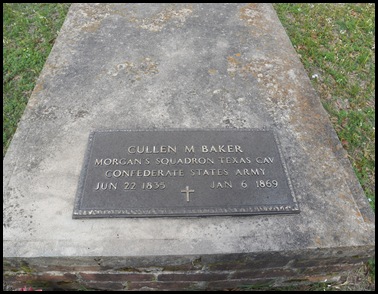 CULLEN M BAKER
MORGAN'S SQUADRON TEXAS CAV
CONFEDERATE STATES ARMY
JUN 22 1835 JAN 6 1869